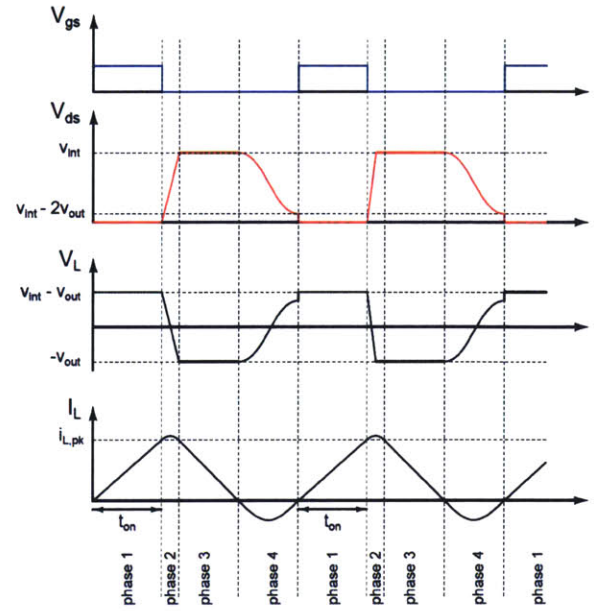 Vgs
Vds
vint
vint - 2vout
VL
vint - vout
-vout
IL
iL,pk
ton
ton
phase 1
phase 2
phase 3
phase 4
phase 1
phase 2
phase 3
phase 4
phase 1